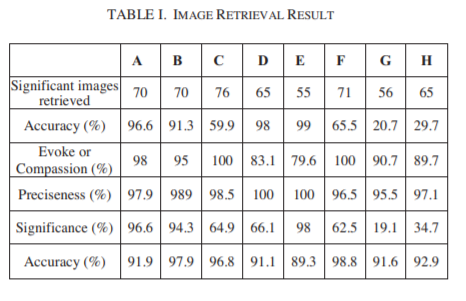 TABLE I. IMAGE RETRIEVAL RESULT
A B C D E F G H
Significant images
retrieved 70 70 76 65 55 71 56 65
Accuracy (%) 96.6 91.3 59.9 98 99 65.5 20.7 29.7
Evoke or
Compassion (%) 98 95 100 83.1 79.6 100 90.7 89.7
Preciseness (%) 97.9 989 98.5 100 100 96.5 95.5 97.1
Significance (%) 96.6 94.3 64.9 66.1 98 62.5 19.1 34.7
Accuracy (%) 91.9 97.9 96.8 91.1 89.3 98.8 91.6 92.9